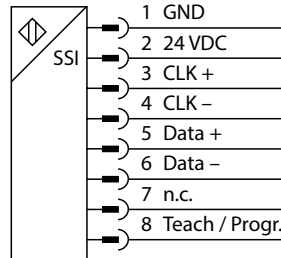 SSI
1 GND
2 24 VDC
3 CLK +
4 CLK –
5 Data +
6 Data –
7 n.c.
8 Teach / Progr.